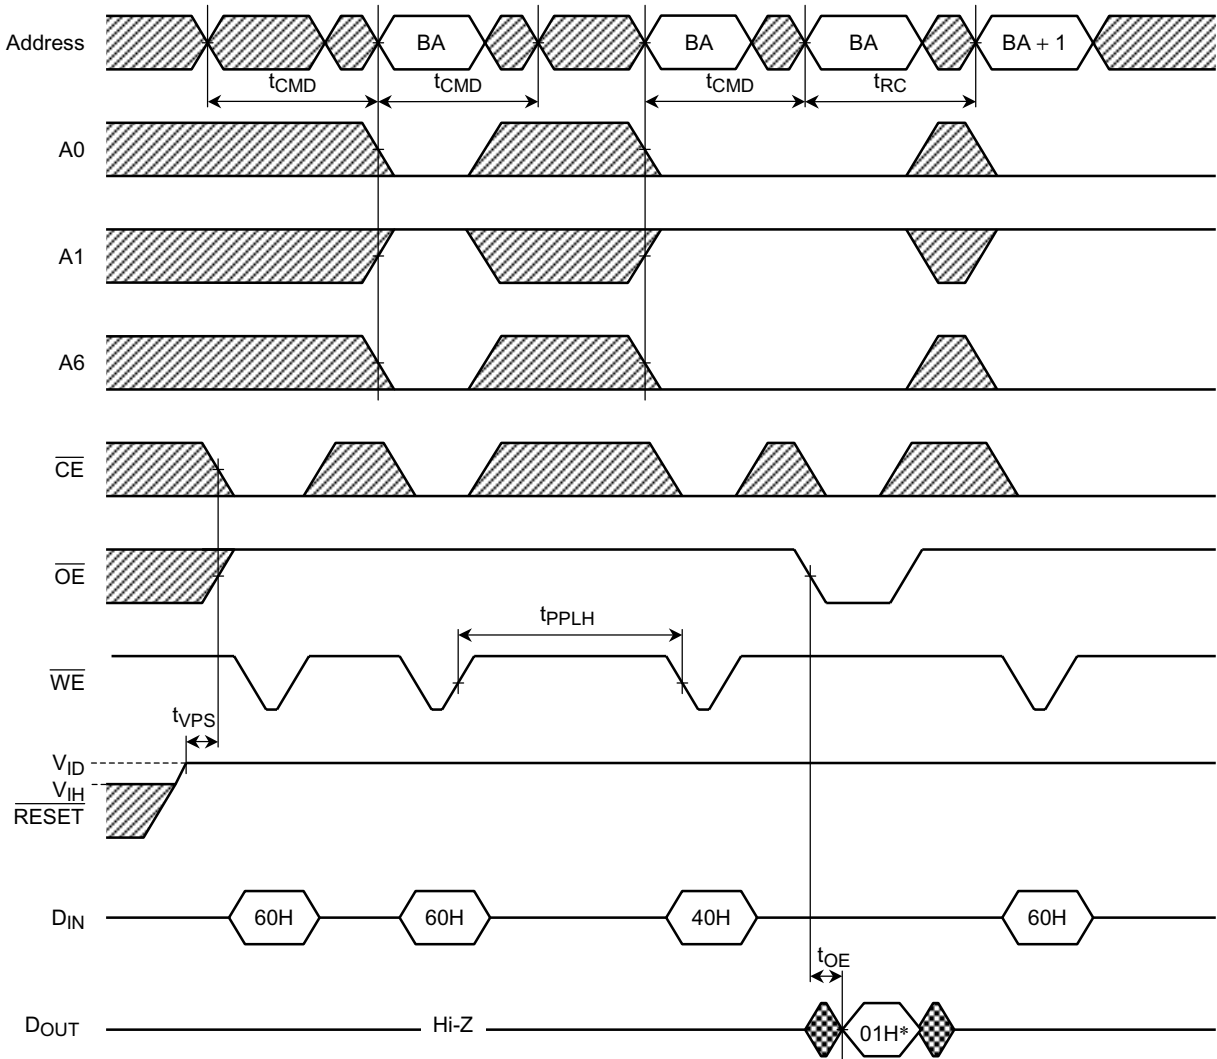 Address BA BA BA BA + 1
tCMD tCMD tCMD tRC
A0
A1
A6
CE
OE
tPPLH
WE
tVPS
VID
VIH
RESET
DIN 60H 60H 40H 60H
tOE
DOUT Hi-Z 01H*